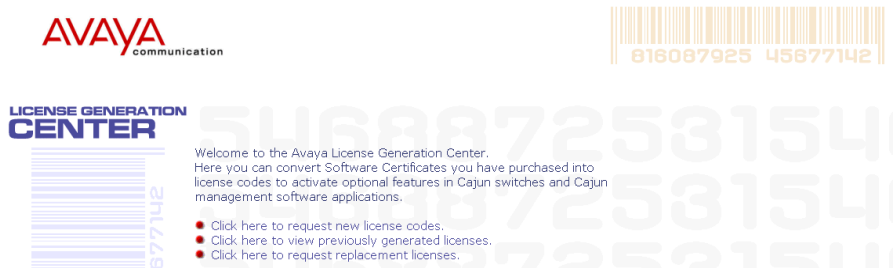 AVAYA
communication
816087925 45677142
LICENSE GENERATION
CENTER
Welcome to the Avaya License Generation Center.
Here you can convert Software Certificates you have purchased into
license codes to activate optional features in Cajun switches and Cajun
management software applications.
Click here to request new license codes.
Click here to view previously generated licenses.
Click here to request replacement licenses.